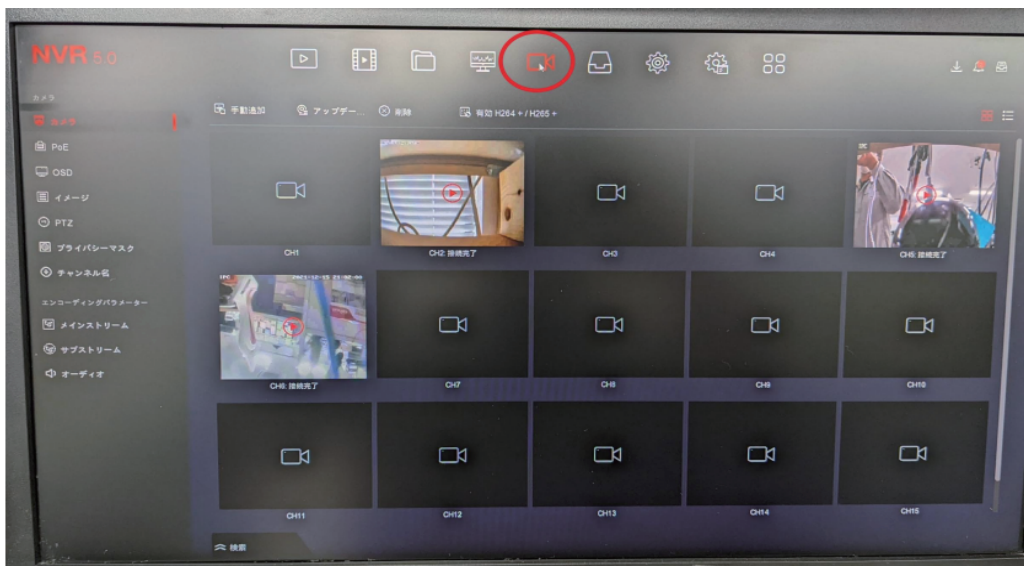 NVR 5.0
カメラ
カメラ
PoE
OSD
イメージ
PTZ
プライバシーマスク
チャンネル名
エンコーディングパラメーター
メインストリーム
サブストリーム
オーディオ
手動追加
アップデー...
削除
有効 H264 + / H265 +
CH1
CH2: 接続完了
CH3
CH4
CH5: 接続完了
CH6: 接続完了
CH7
CH8
CH9
CH10
CH11
CH12
CH13
CH14
CH15
検索